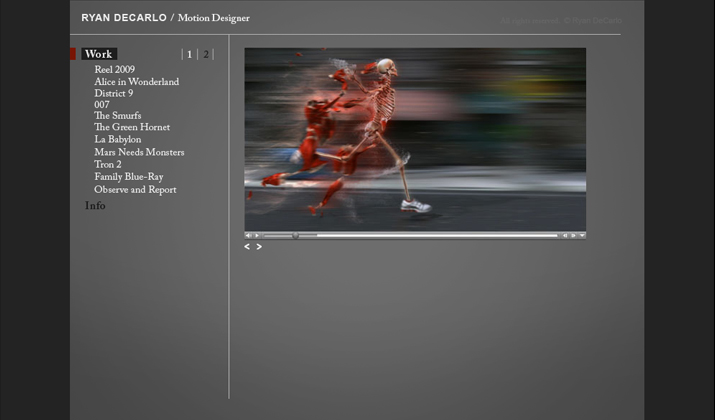 RYAN DECARLO / Motion Designer
All rights reserved. © Ryan DeCarlo
Work | 1 | 2 |
Reel 2009
Alice in Wonderland
District 9
007
The Smurfs
The Green Hornet
La Babylon
Mars Needs Monsters
Tron 2
Family Blue-Ray
Observe and Report
Info
< >